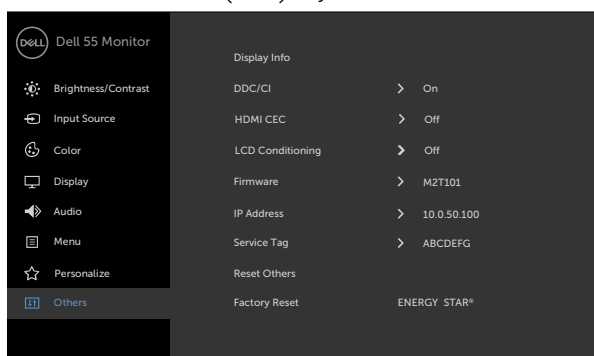 DELL Dell 55 Monitor
Display Info
Brightness/Contrast DDC/CI On
Input Source HDMI CEC Off
Color LCD Conditioning Off
Display Firmware M2T101
Audio IP Address 10.0.50.100
Menu Service Tag ABCDEFG
Personalize Reset Others
Others Factory Reset ENERGY STAR®